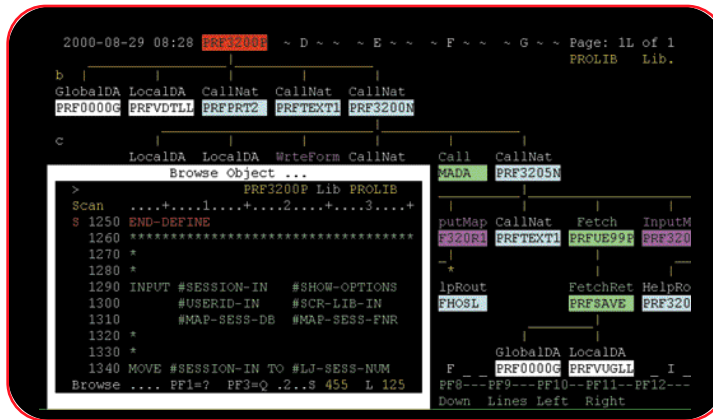 2000-08-29 08:28 PRF3200P ~ D ~ ~ ~ E ~ ~ ~ F ~ ~ ~ G ~ ~ Page: 1L of 1
PROLIB Lib.
b
GlobalDA LocalDA CallNat CallNat CallNat
PRF0000G PRFVDTLL PRFPRT2 PRFTEXT1 PRF3200N
c
LocalDA LocalDA WrteForm CallNat Call CallNat
MADA PRF3205N
Browse Object ...
> PRF3200P Lib PROLIB
Scan ....+....1....+....2....+....3....+
S 1250 END-DEFINE
1260 ***********************************
1270 *
1280 *
1290 INPUT #SESSION-IN #SHOW-OPTIONS
1300 #USERID-IN #SCR-LIB-IN
1310 #MAP-SESS-DB #MAP-SESS-FNR
1320 *
1330 *
1340 MOVE #SESSION-IN TO #LJ-SESS-NUM
Browse .... PF1=? PF3=Q .2..S 455 L 125
putMap CallNat Fetch InputM
F320R1 PRFTEXT1 PRFUE99P PRF320
*
lpRout FetchRet HelpRo
FHOSL PRFSAVE PRF320
GlobalDA LocalDA
F _ _ PRF0000G PRFVUGLL _ I _
PF8---PF9---PF10--PF11--PF12---
Down Lines Left Right